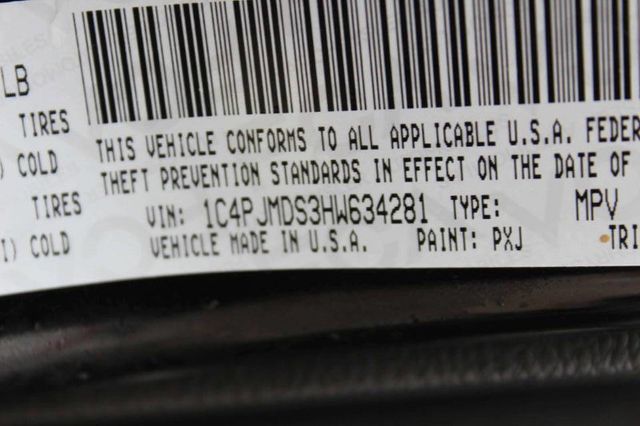 LB
TIRES
) COLD
THIS VEHICLE CONFORMS TO ALL APPLICABLE U.S.A. FEDER
THEFT PREVENTION STANDARDS IN EFFECT ON THE DATE OF
TIRES
VIN: 1C4PJMDS3HW634281 TYPE: MPV
I) COLD
VEHICLE MADE IN U.S.A. PAINT: PXJ TRI